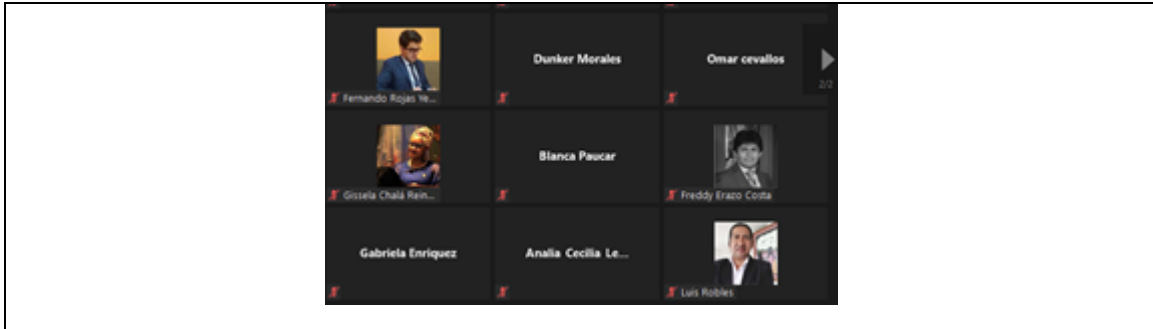 Dunker Morales
Omar cevallos
2/2
Fernando Rojas Ye...
Blanca Paucar
Gissela Chalá Rein...
Freddy Erazo Costa
Gabriela Enriquez
Analia Cecilia Le...
Luis Robles